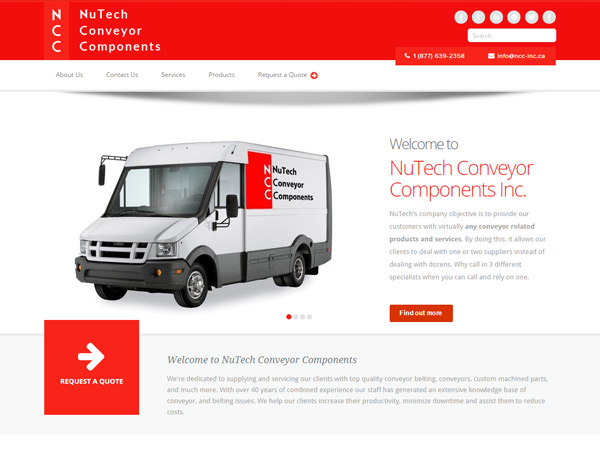 N NuTech
C Conveyor
C Components
Search
1 (877) 639-2358 info@ncc-inc.ca
About Us Contact Us Services Products Request a Quote
Welcome to
NuTech Conveyor
Components Inc.
NuTech's company objective is to provide our
customers with virtually any conveyor related
products and services. By doing this, it allows our
clients to deal with one or two suppliers instead of
dealing with dozens. Why call in 3 different
specialists when you can call and rely on one.
Find out more
N NuTech
C Conveyor
C Components
REQUEST A QUOTE
Welcome to NuTech Conveyor Components
We're dedicated to supplying and servicing our clients with top quality conveyor belting, conveyors, custom machined parts,
and much more. With over 40 years of combined experience our staff has generated an extensive knowledge base of
conveyor, and belting issues. We help our clients increase their productivity, minimize downtime and assist them to reduce
costs.